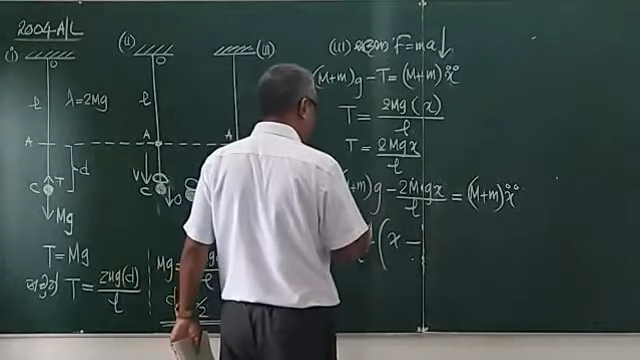 2004 A/L
(i)
(ii)
(iii)
O
O
l
λ=2Mg
l
A
A
A
d
C
T
Mg
V
C
T = Mg
T = 2Mg(d)/l
(iii) F=ma↓
(M+m)g - T = (M+m)ẍ
T = 2Mg(x)/l
T = 2Mgx/l
+m)g - 2Mgx/l = (M+m)ẍ
(x -